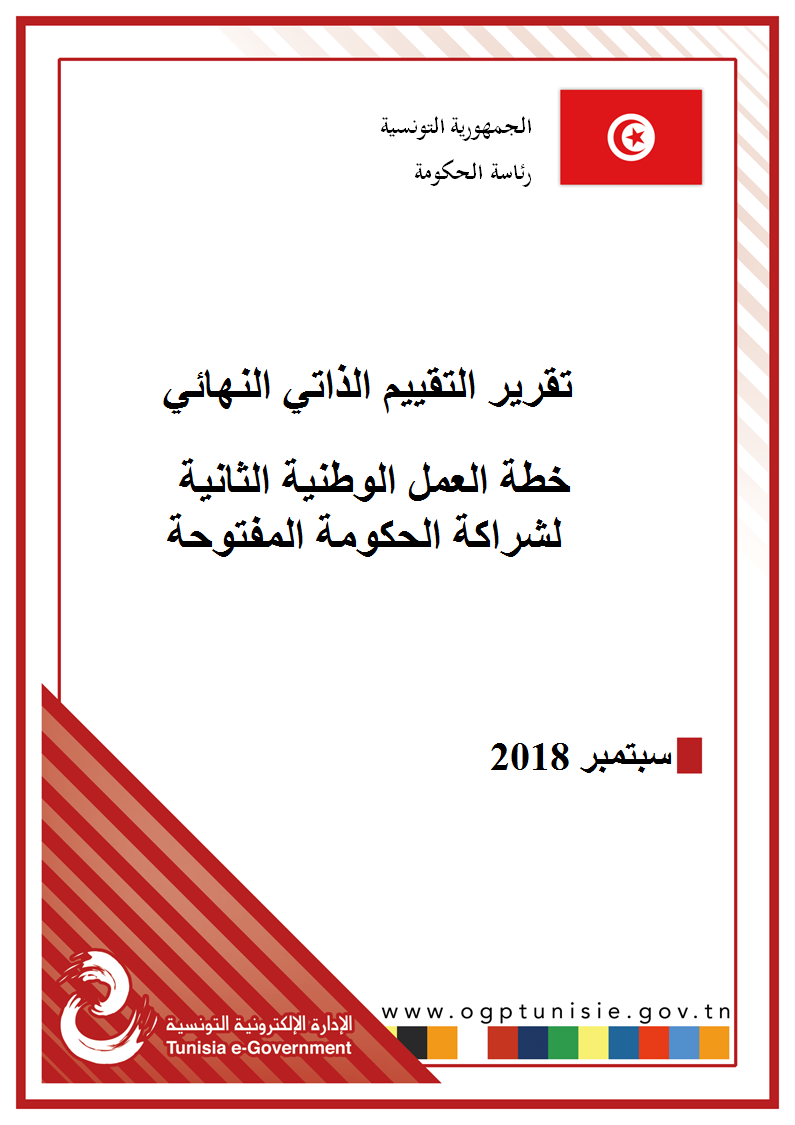 الجمهورية التونسية
رئاسة الحكومة
تقرير التقييم الذاتي النهائي
خطة العمل الوطنية الثانية
لشراكة الحكومة المفتوحة
سبتمبر 2018
www.ogptunisie.gov.tn
الإدارة الإلكترونية التونسية
Tunisia e-Government